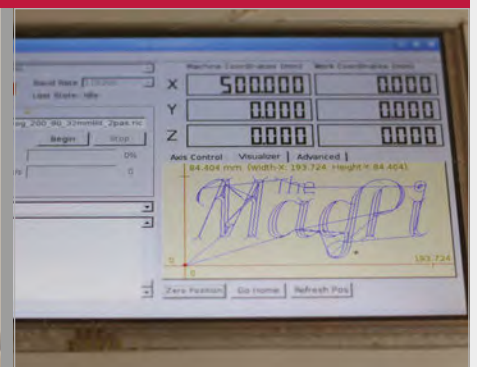 Machine Coordinates (mm) Work Coordinates (mm)
Baud Rate
X 500.000 0.000
Last State: Idle
Y 0.000 0.000
Begin Stop
Z 0.000 0.000
0%
Axis Control Visualizer Advanced
0
84.404 mm (Width-X: 193.724 Height-Y: 84.404)
The
MagPi
0 193.724
0
Zero Position Go Home Refresh Pos